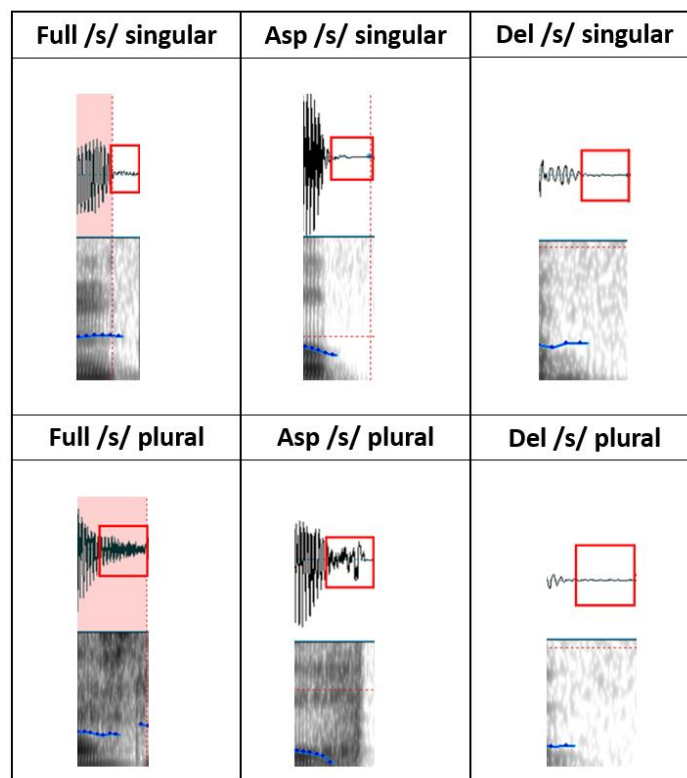 Full /s/ singular
Asp /s/ singular
Del /s/ singular
Full /s/ plural
Asp /s/ plural
Del /s/ plural